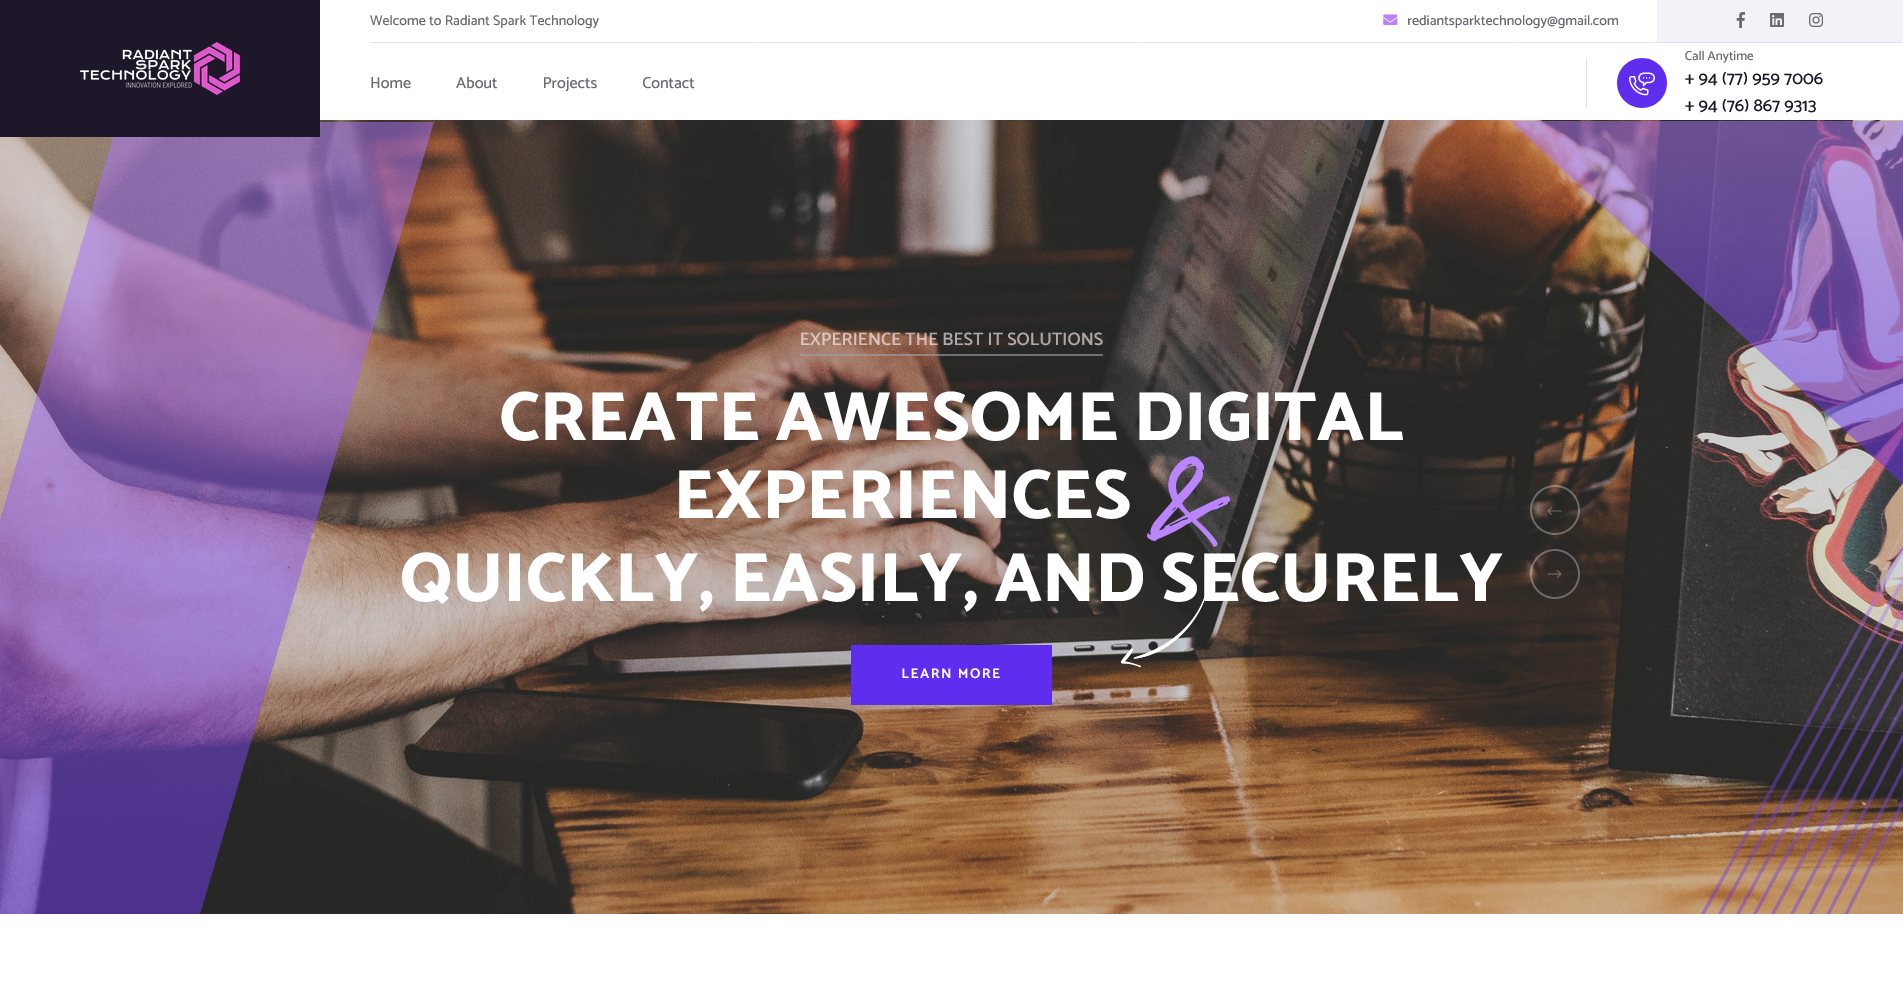 RADIANT
SPARK
TECHNOLOGY
INNOVATION EXPLORED
Welcome to Radiant Spark Technology
rediantsparktechnology@gmail.com
Home About Projects Contact
Call Anytime
+ 94 (77) 959 7006
+ 94 (76) 867 9313
EXPERIENCE THE BEST IT SOLUTIONS
CREATE AWESOME DIGITAL
EXPERIENCES &
QUICKLY, EASILY, AND SECURELY
LEARN MORE